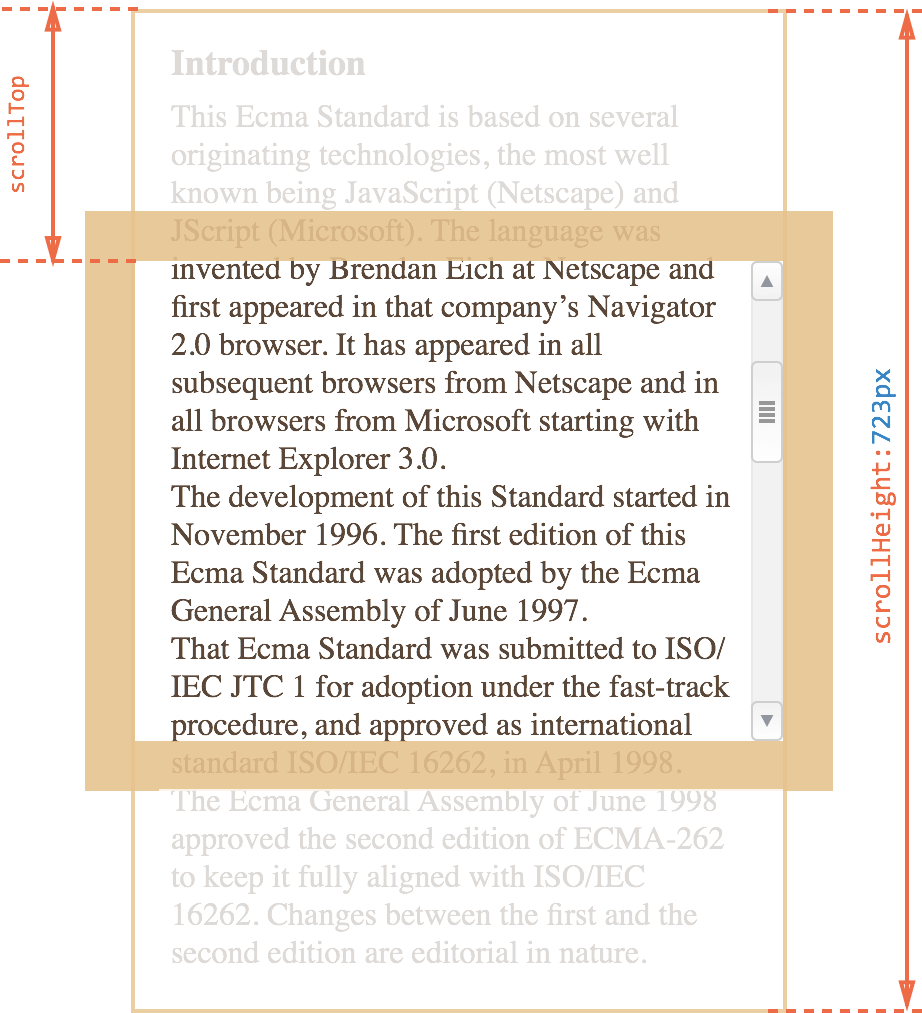 scrollTop
Introduction
This Ecma Standard is based on several
originating technologies, the most well
known being JavaScript (Netscape) and
JScript (Microsoft). The language was
invented by Brendan Eich at Netscape and
first appeared in that company’s Navigator
2.0 browser. It has appeared in all
subsequent browsers from Netscape and in
all browsers from Microsoft starting with
Internet Explorer 3.0.
The development of this Standard started in
November 1996. The first edition of this
Ecma Standard was adopted by the Ecma
General Assembly of June 1997.
That Ecma Standard was submitted to ISO/
IEC JTC 1 for adoption under the fast-track
procedure, and approved as international
standard ISO/IEC 16262, in April 1998.
The Ecma General Assembly of June 1998
approved the second edition of ECMA-262
to keep it fully aligned with ISO/IEC
16262. Changes between the first and the
second edition are editorial in nature.
scrollHeight:723px